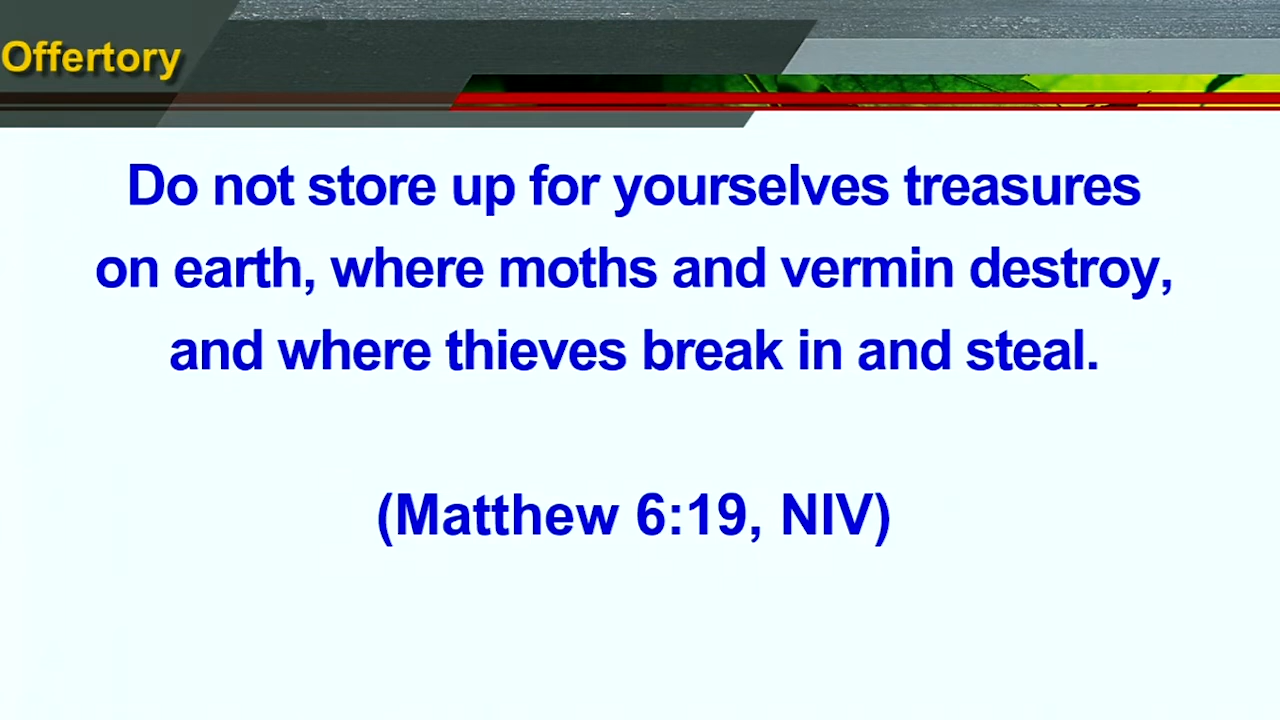 Offertory
Do not store up for yourselves treasures
on earth, where moths and vermin destroy,
and where thieves break in and steal.
(Matthew 6:19, NIV)